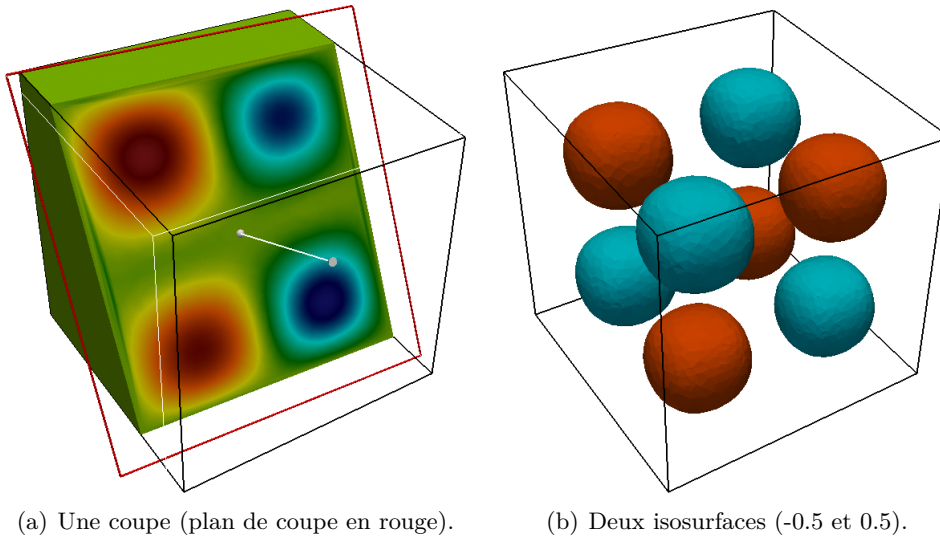 (a) Une coupe (plan de coupe en rouge).
(b) Deux isosurfaces (-0.5 et 0.5).